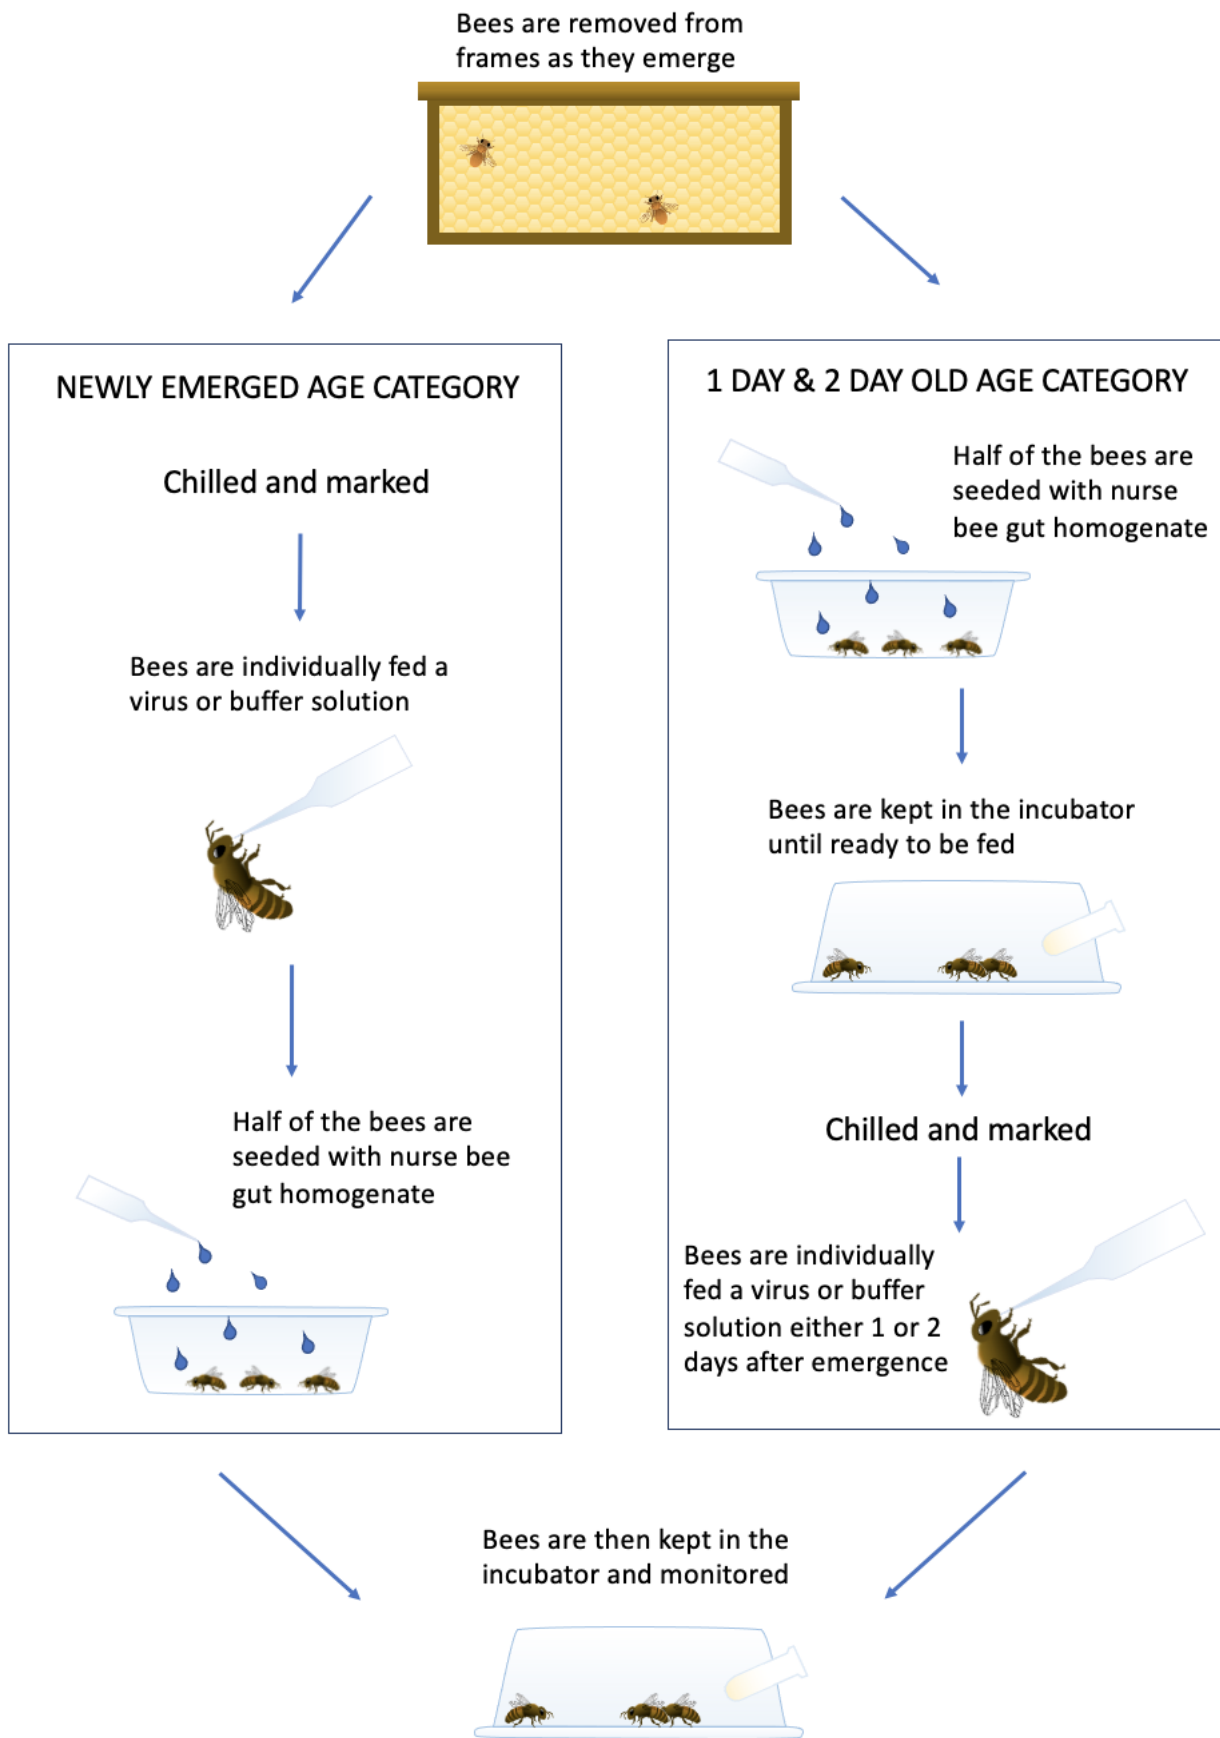 Bees are removed from
frames as they emerge
NEWLY EMERGED AGE CATEGORY
Chilled and marked
Bees are individually fed a
virus or buffer solution
Half of the bees are
seeded with nurse bee
gut homogenate
1 DAY & 2 DAY OLD AGE CATEGORY
Half of the bees are
seeded with nurse
bee gut homogenate
Bees are kept in the incubator
until ready to be fed
Chilled and marked
Bees are individually
fed a virus or buffer
solution either 1 or 2
days after emergence
Bees are then kept in the
incubator and monitored